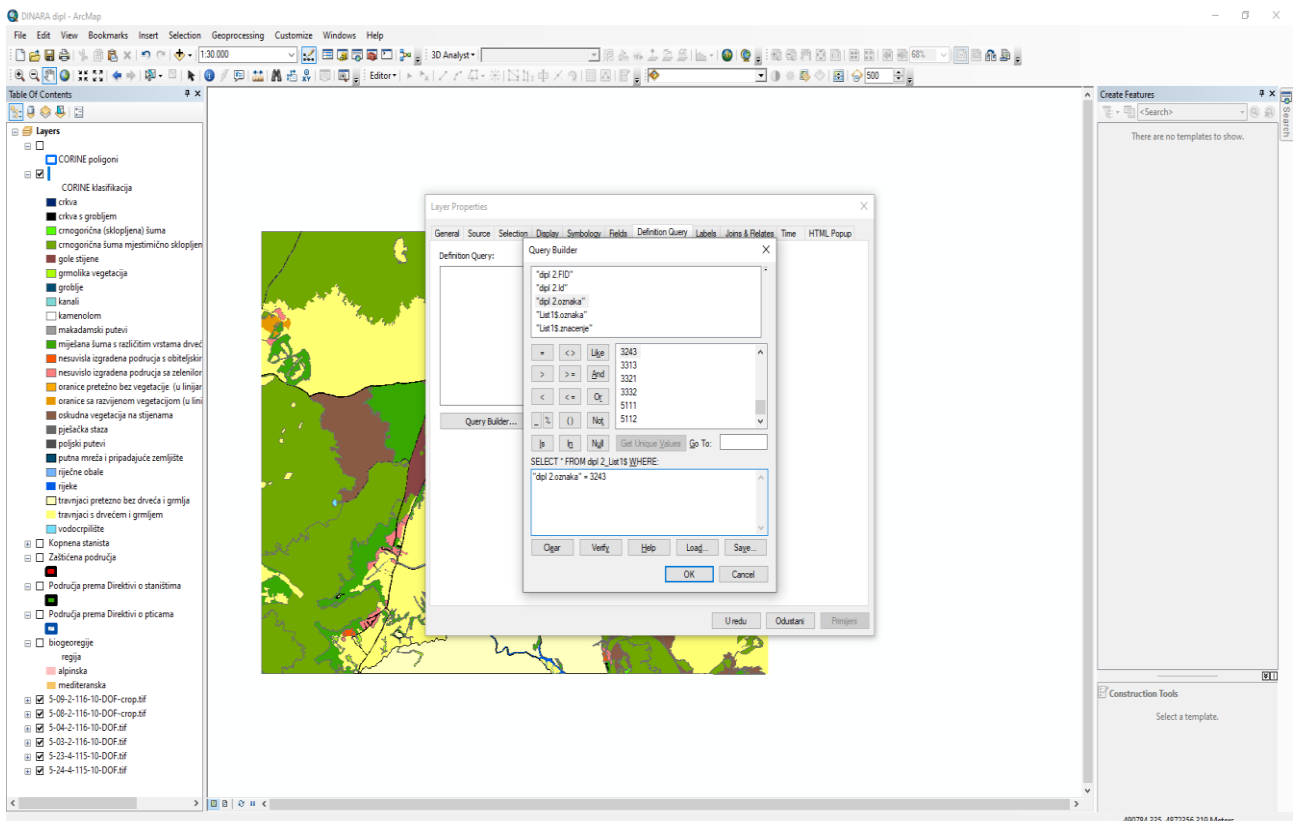 DINARA dipl - ArcMap
File Edit View Bookmarks Insert Selection Geoprocessing Customize Windows Help
1:30.000
3D Analyst
68%
Editor
500
Table Of Contents
Layers
CORINE poligoni
CORINE klasifikacija
crkva
crkva s grobljem
crnogorična (sklopljena) šuma
crnogorična šuma mjestimično sklopljen
gole stijene
grmolika vegetacija
groblje
kanali
kamenolom
makadamski putevi
miješana šuma s različitim vrstama drveć
nesuvisla izgrađena podrucja s obiteljskir
nesuvislo izgrađena podrucja sa zelenilor
oranice pretežno bez vegetacije (u linijar
oranice sa razvijenom vegetacijom (u lini
oskudna vegetacija na stijenama
pješačka staza
poljski putevi
putna mreža i pripadajuće zemljište
riječne obale
rijeke
travnjaci pretezno bez drveća i grmlja
travnjaci s drvećem i grmljem
vodocrpilište
Kopnena stanista
Zaštićena područja
Područja prema Direktivi o staništima
Područja prema Direktivi o pticama
biogeoregije
regija
alpinska
mediteranska
5-09-2-116-10-DOF-crop.tif
5-08-2-116-10-DOF-crop.tif
5-04-2-116-10-DOF.tif
5-03-2-116-10-DOF.tif
5-23-4-115-10-DOF.tif
5-24-4-115-10-DOF.tif
Layer Properties
General Source Selection Display Symbology Fields Definition Query Labels Joins & Relates Time HTML Popup
Definition Query:
Query Builder...
Query Builder
"dipl 2.FID"
"dipl 2.Id"
"dipl 2.oznaka"
"List1$.oznaka"
"List1$.znacenje"
= <> Like
> >= And
< <= Or
_ % () Not
Is In Null
3243
3313
3321
3332
5111
5112
Get Unique Values Go To:
SELECT * FROM dipl 2_List1$ WHERE:
"dipl 2.oznaka" = 3243
Clear Verify Help Load... Save...
OK Cancel
U redu Odustani Primijeni
Create Features
<Search>
There are no templates to show.
Search
Construction Tools
Select a template.
490784,225 4872356,219 Meters